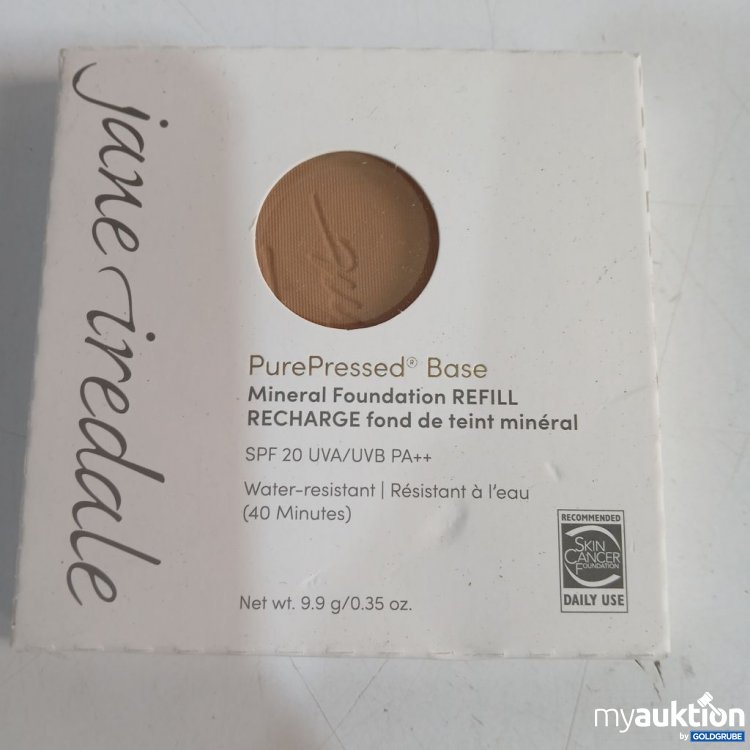 jane iredale
PurePressed® Base
Mineral Foundation REFILL
RECHARGE fond de teint minéral
SPF 20 UVA/UVB PA++
Water-resistant | Résistant à l'eau
(40 Minutes)
RECOMMENDED
SKIN
CANCER
FOUNDATION
DAILY USE
Net wt. 9.9 g/0.35 oz.
myauktion
by GOLDGRUBE